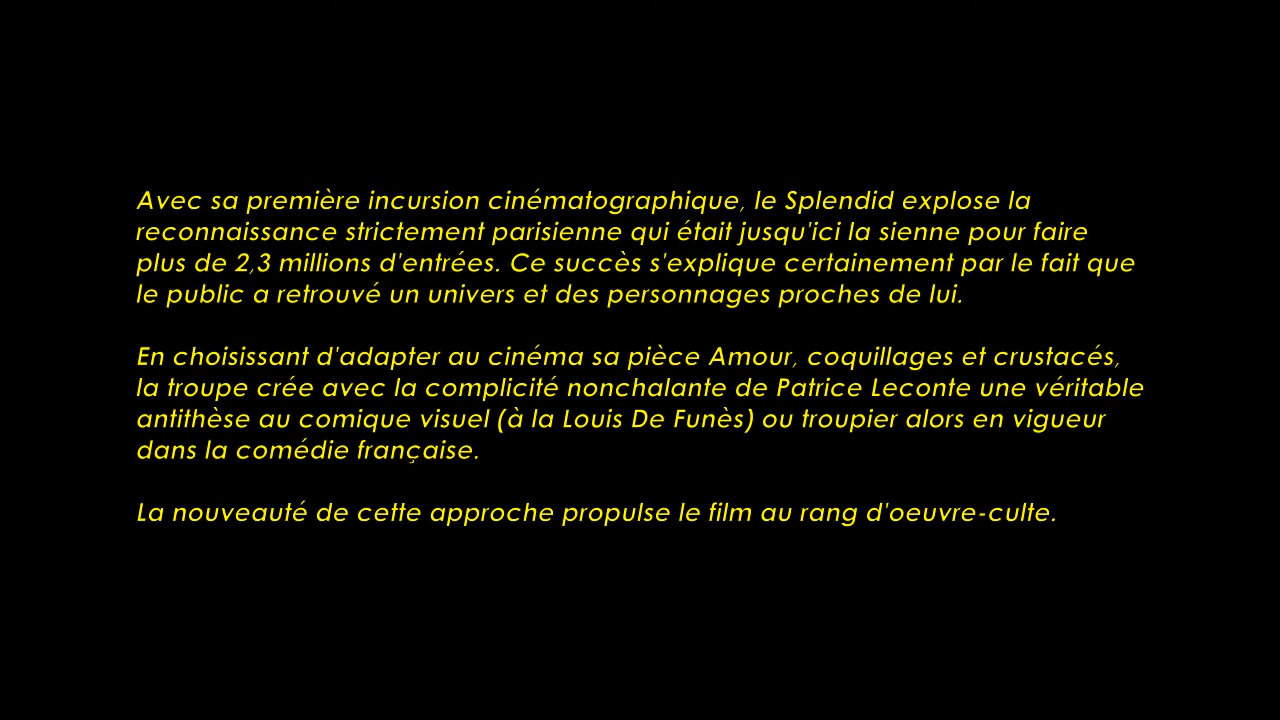 Avec sa première incursion cinématographique, le Splendid explose la
reconnaissance strictement parisienne qui était jusqu'ici la sienne pour faire
plus de 2,3 millions d'entrées. Ce succès s'explique certainement par le fait que
le public a retrouvé un univers et des personnages proches de lui.
En choisissant d'adapter au cinéma sa pièce Amour, coquillages et crustacés,
la troupe crée avec la complicité nonchalante de Patrice Leconte une véritable
antithèse au comique visuel (à la Louis De Funès) ou troupier alors en vigueur
dans la comédie française.
La nouveauté de cette approche propulse le film au rang d'oeuvre-culte.